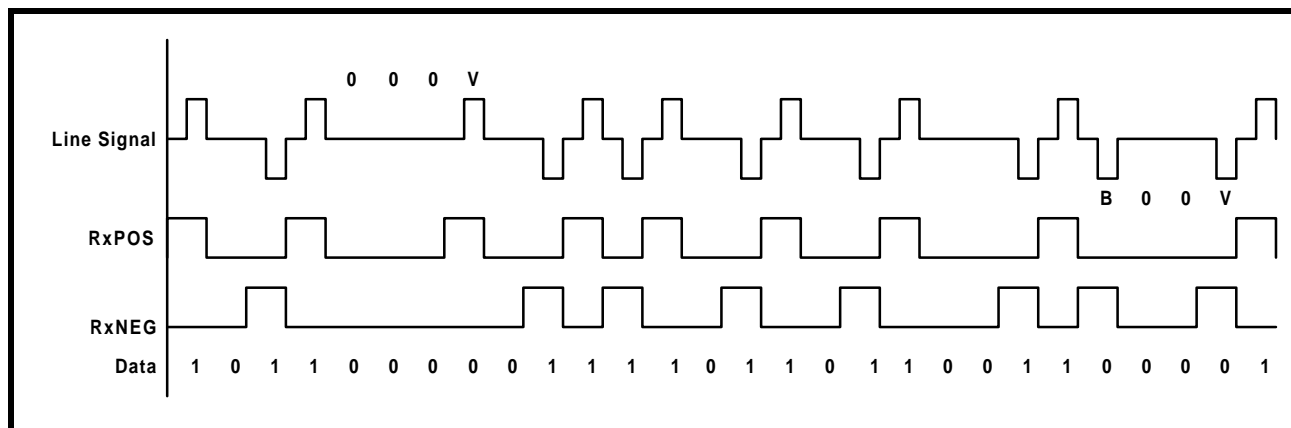 0 0 0 V
Line Signal
B 0 0 V
RxPOS
RxNEG
Data 1 0 1 1 0 0 0 0 0 1 1 1 1 0 1 1 0 1 1 0 0 1 1 0 0 0 0 1